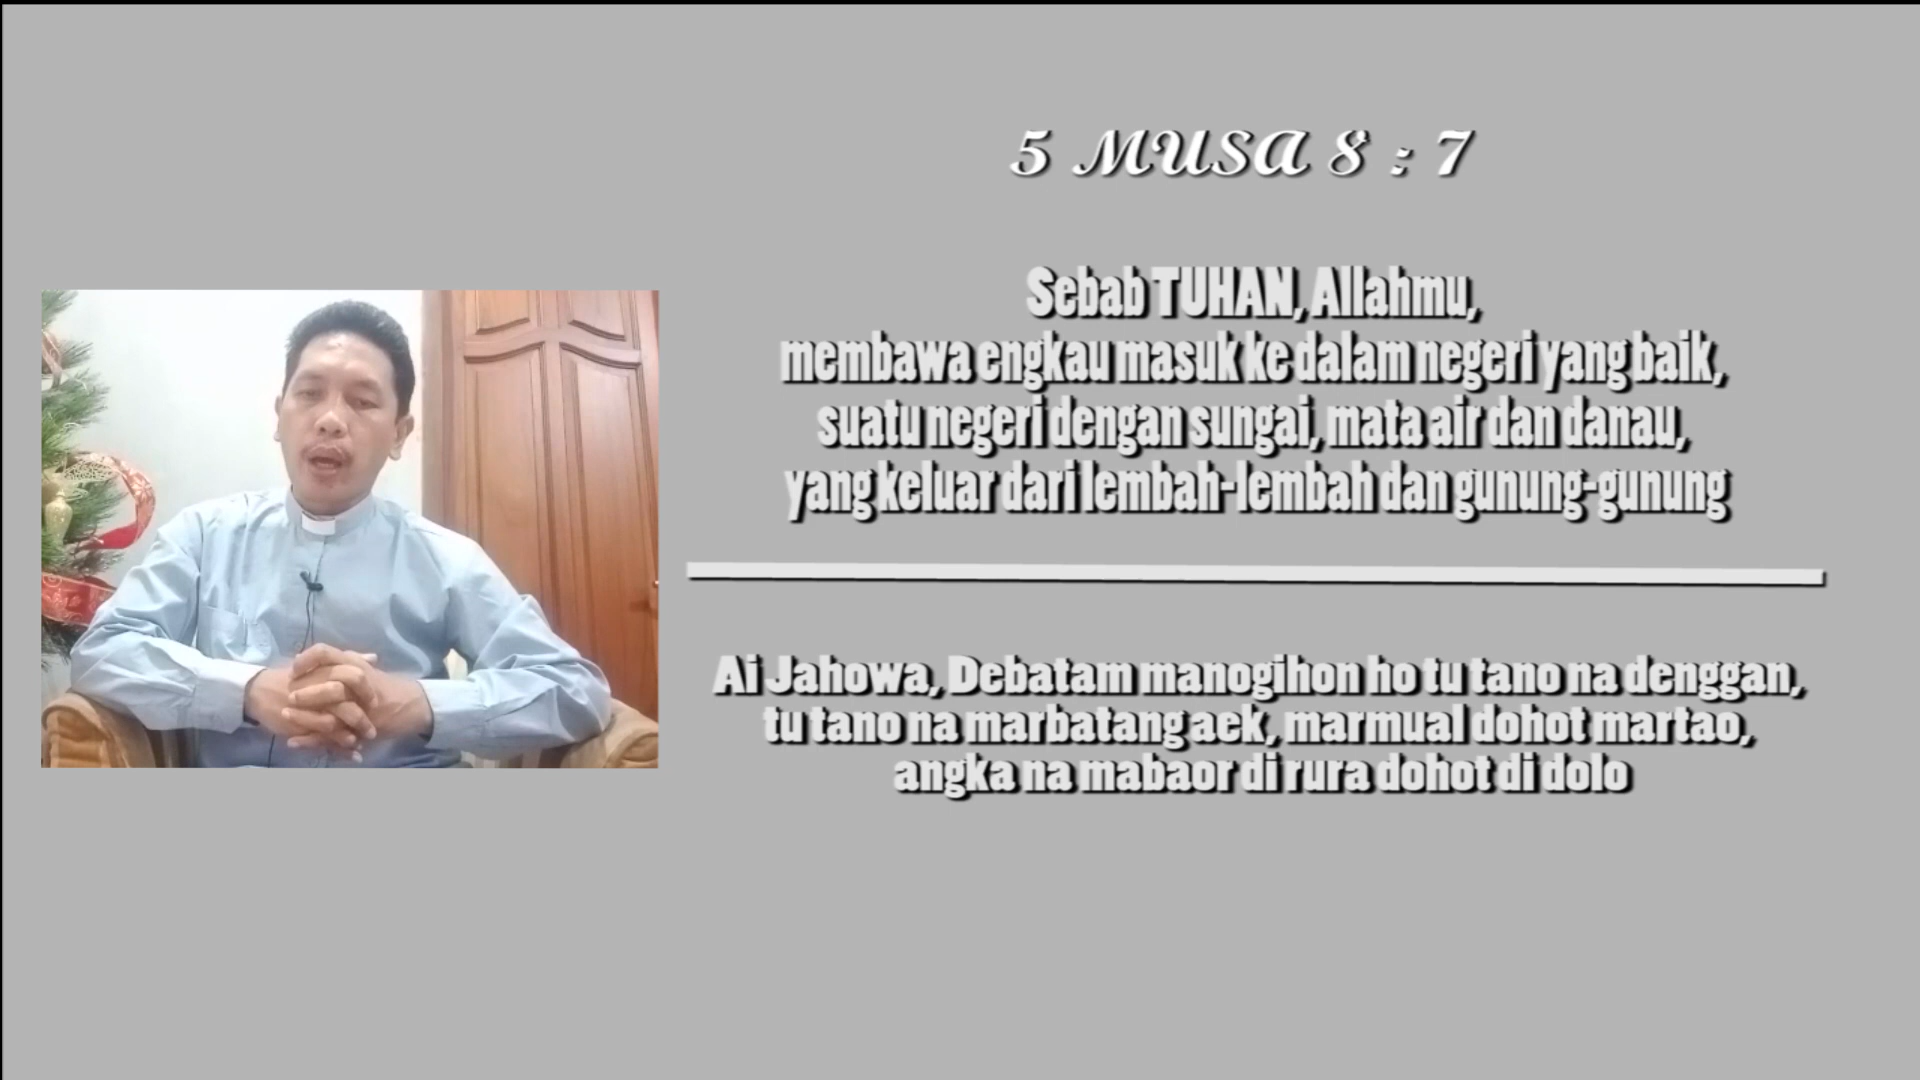 5 MUSA 8 : 7
Sebab TUHAN, Allahmu,
membawa engkau masuk ke dalam negeri yang baik,
suatu negeri dengan sungai, mata air dan danau,
yang keluar dari lembah-lembah dan gunung-gunung
Ai Jahowa, Debatam manogihon ho tu tano na denggan,
tu tano na marbatang aek, marmual dohot martao,
angka na mabaor di rura dohot di dolo